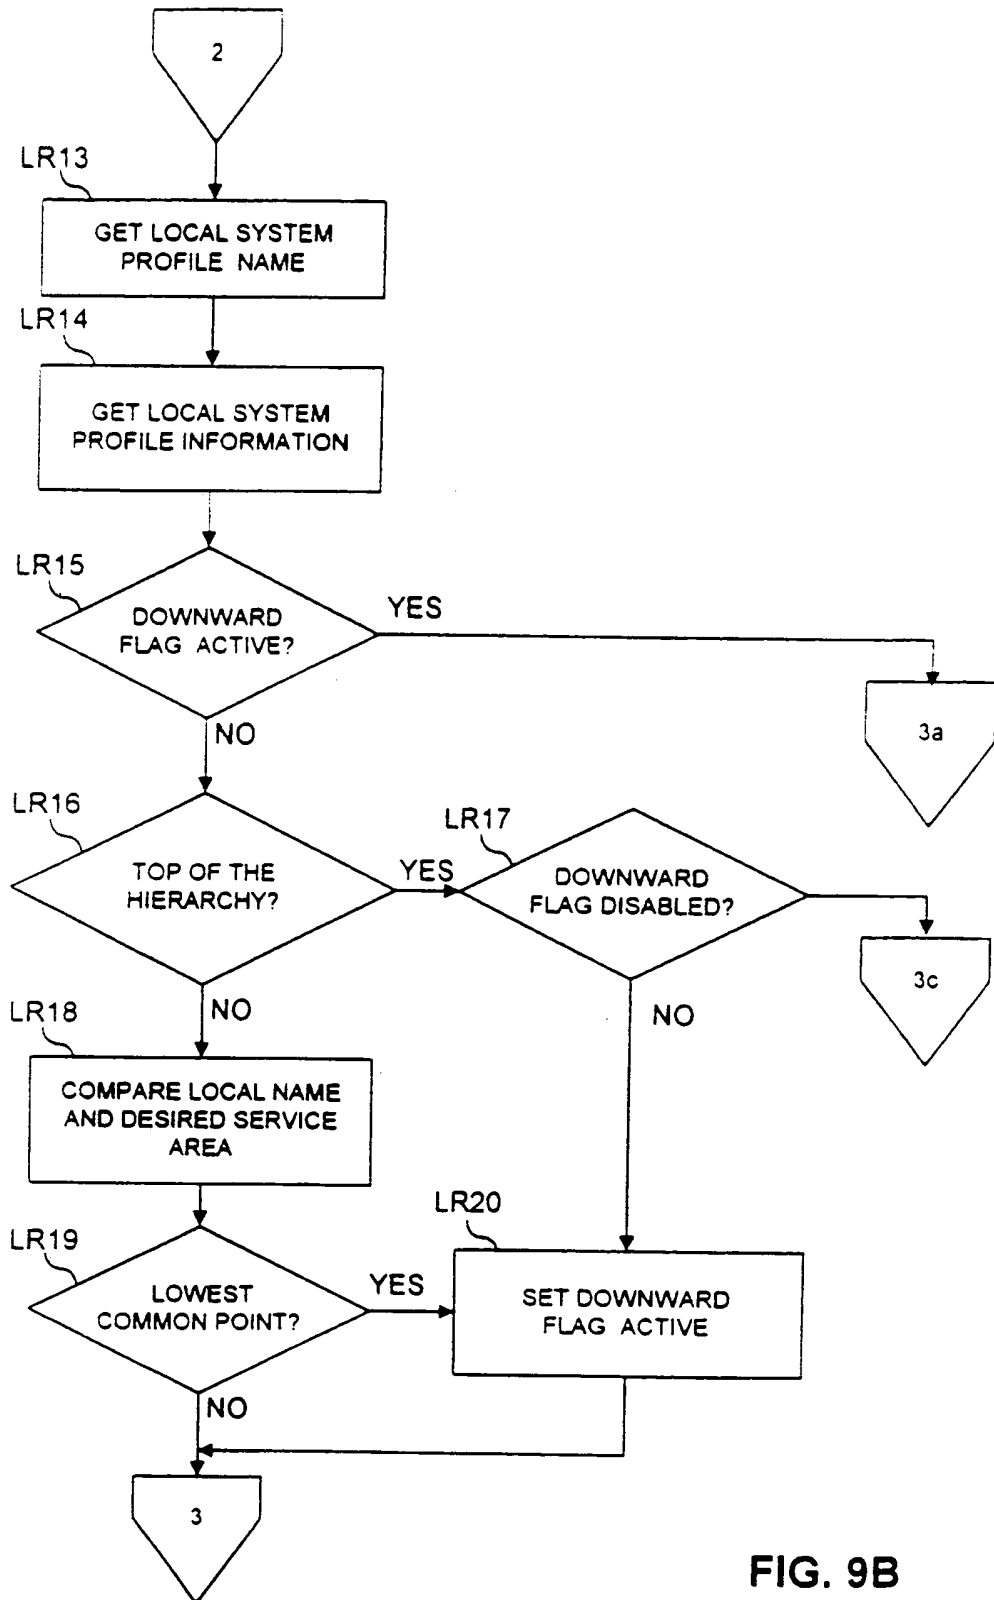 2
LR13
GET LOCAL SYSTEM
PROFILE NAME
LR14
GET LOCAL SYSTEM
PROFILE INFORMATION
LR15
DOWNWARD
FLAG ACTIVE?
YES
3a
NO
LR16
TOP OF THE
HIERARCHY?
YES
LR17
DOWNWARD
FLAG DISABLED?
3c
NO
NO
LR18
COMPARE LOCAL NAME
AND DESIRED SERVICE
AREA
LR19
LOWEST
COMMON POINT?
YES
LR20
SET DOWNWARD
FLAG ACTIVE
NO
3
FIG. 9B